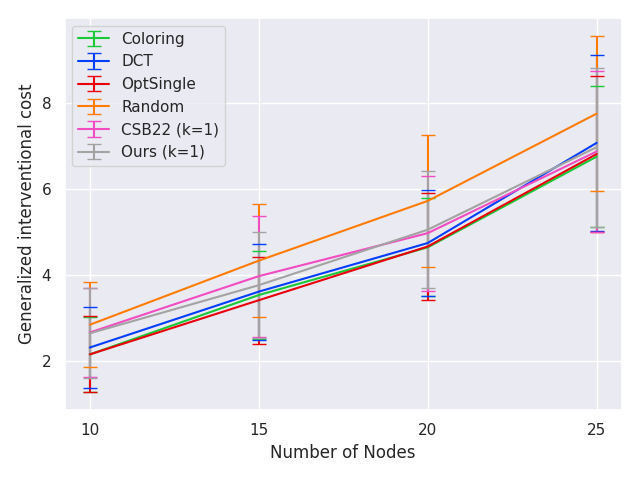 Coloring
DCT
OptSingle
Random
CSB22 (k=1)
Ours (k=1)
Generalized interventional cost
8
6
4
2
10 15 20 25
Number of Nodes